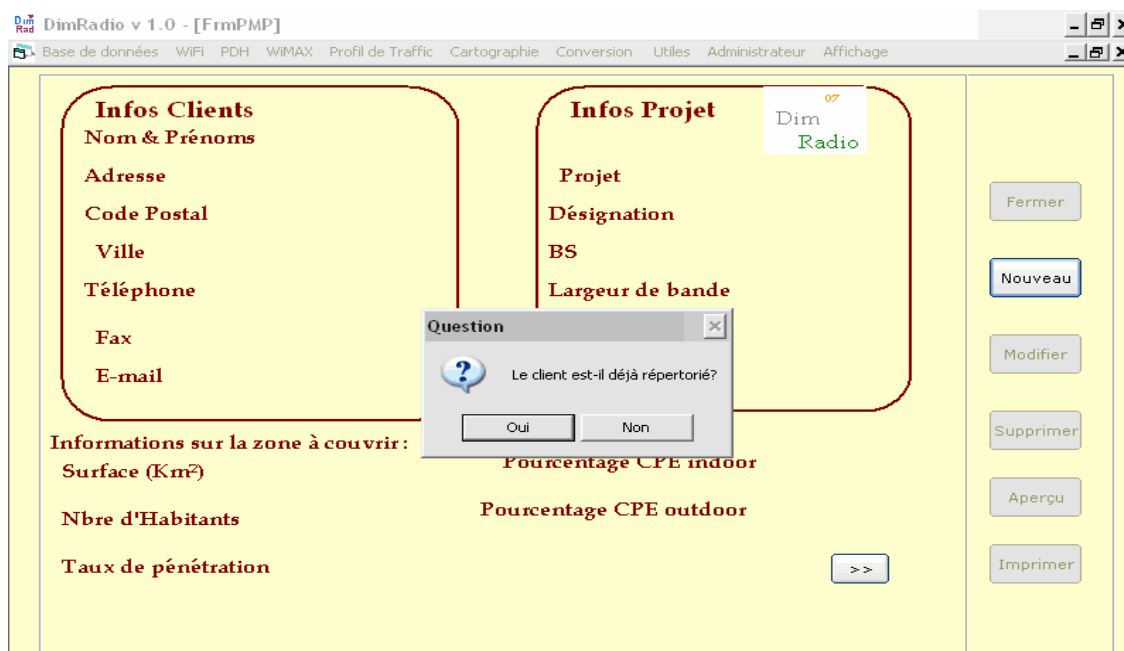 Dim Rad DimRadio v 1.0 - [FrmPMP]
Base de données WiFi PDH WiMAX Profil de Traffic Cartographie Conversion Utiles Administrateur Affichage
Infos Clients
Nom & Prénoms
Adresse
Code Postal
Ville
Téléphone
Fax
E-mail
Infos Projet
07
Dim
Radio
Projet
Désignation
BS
Largeur de bande
Question
Le client est-il déjà répertorié?
Oui Non
Informations sur la zone à couvrir :
Surface (Km²)
Nbre d'Habitants
Taux de pénétration
Pourcentage CPE indoor
Pourcentage CPE outdoor
>>
Fermer
Nouveau
Modifier
Supprimer
Aperçu
Imprimer